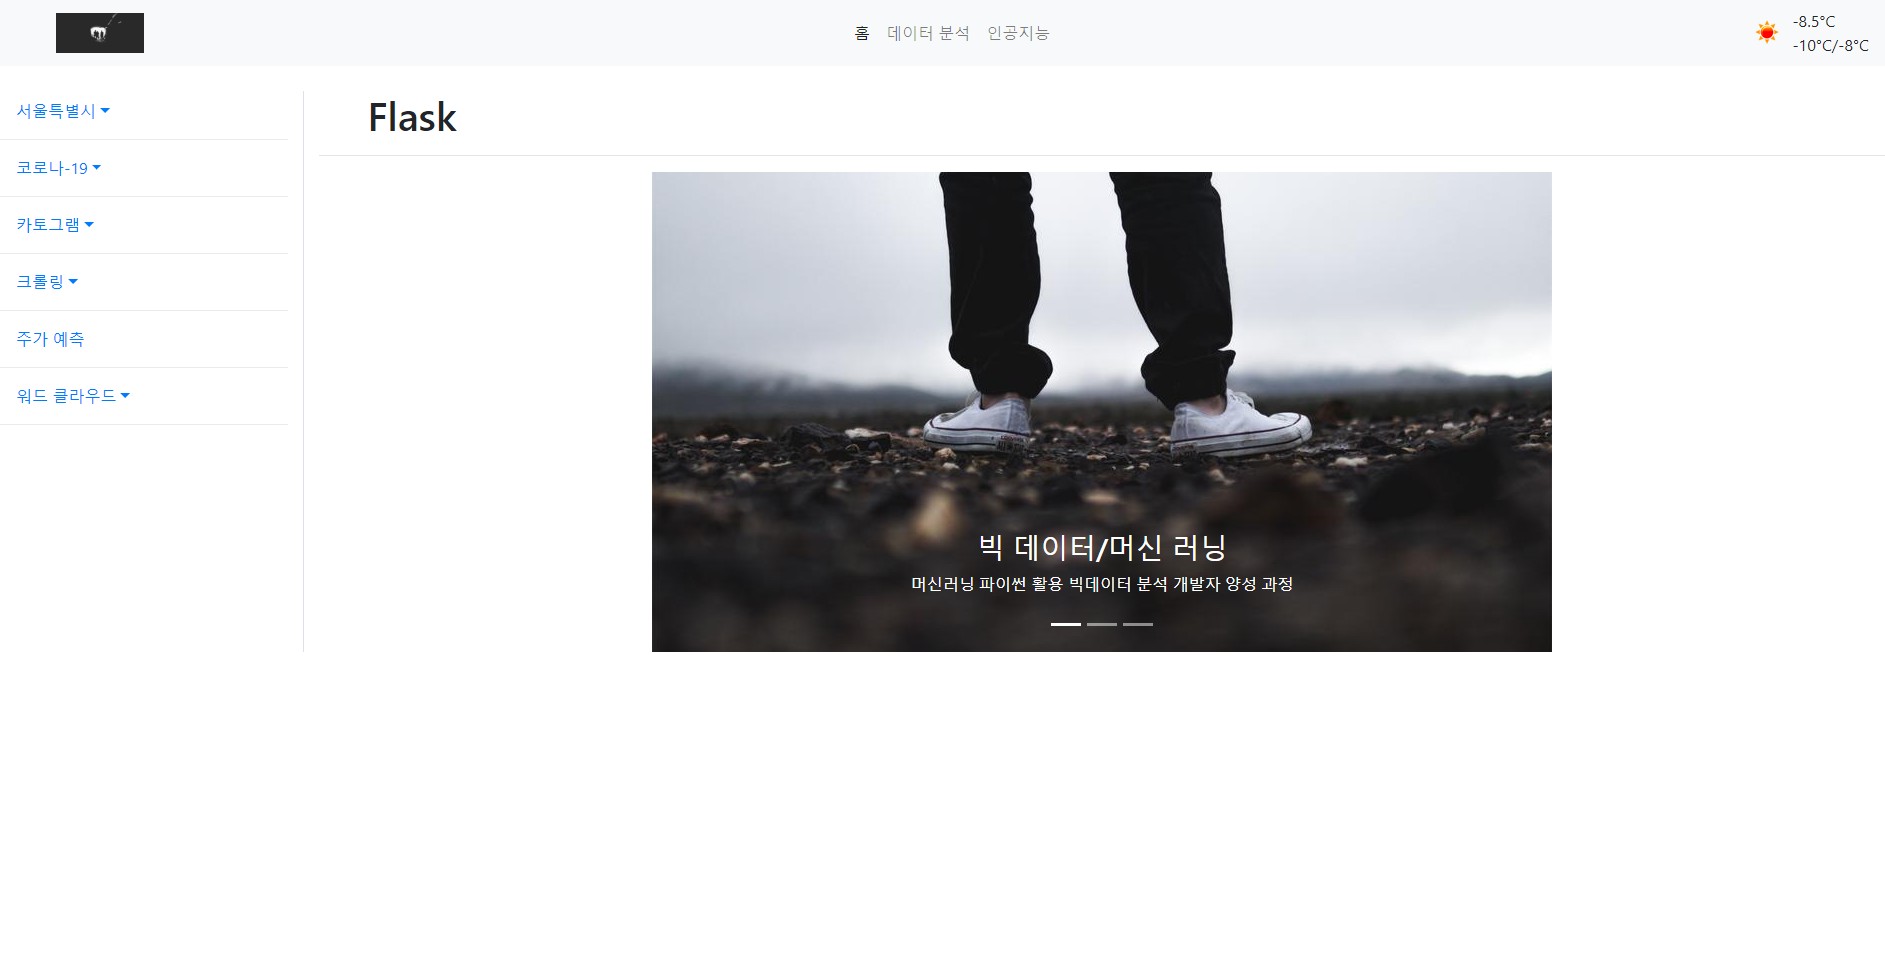 홈 데이터 분석 인공지능
-8.5°C
-10°C/-8°C
서울특별시
코로나-19
카토그램
크롤링
주가 예측
워드 클라우드
Flask
빅 데이터/머신 러닝
머신러닝 파이썬 활용 빅데이터 분석 개발자 양성 과정